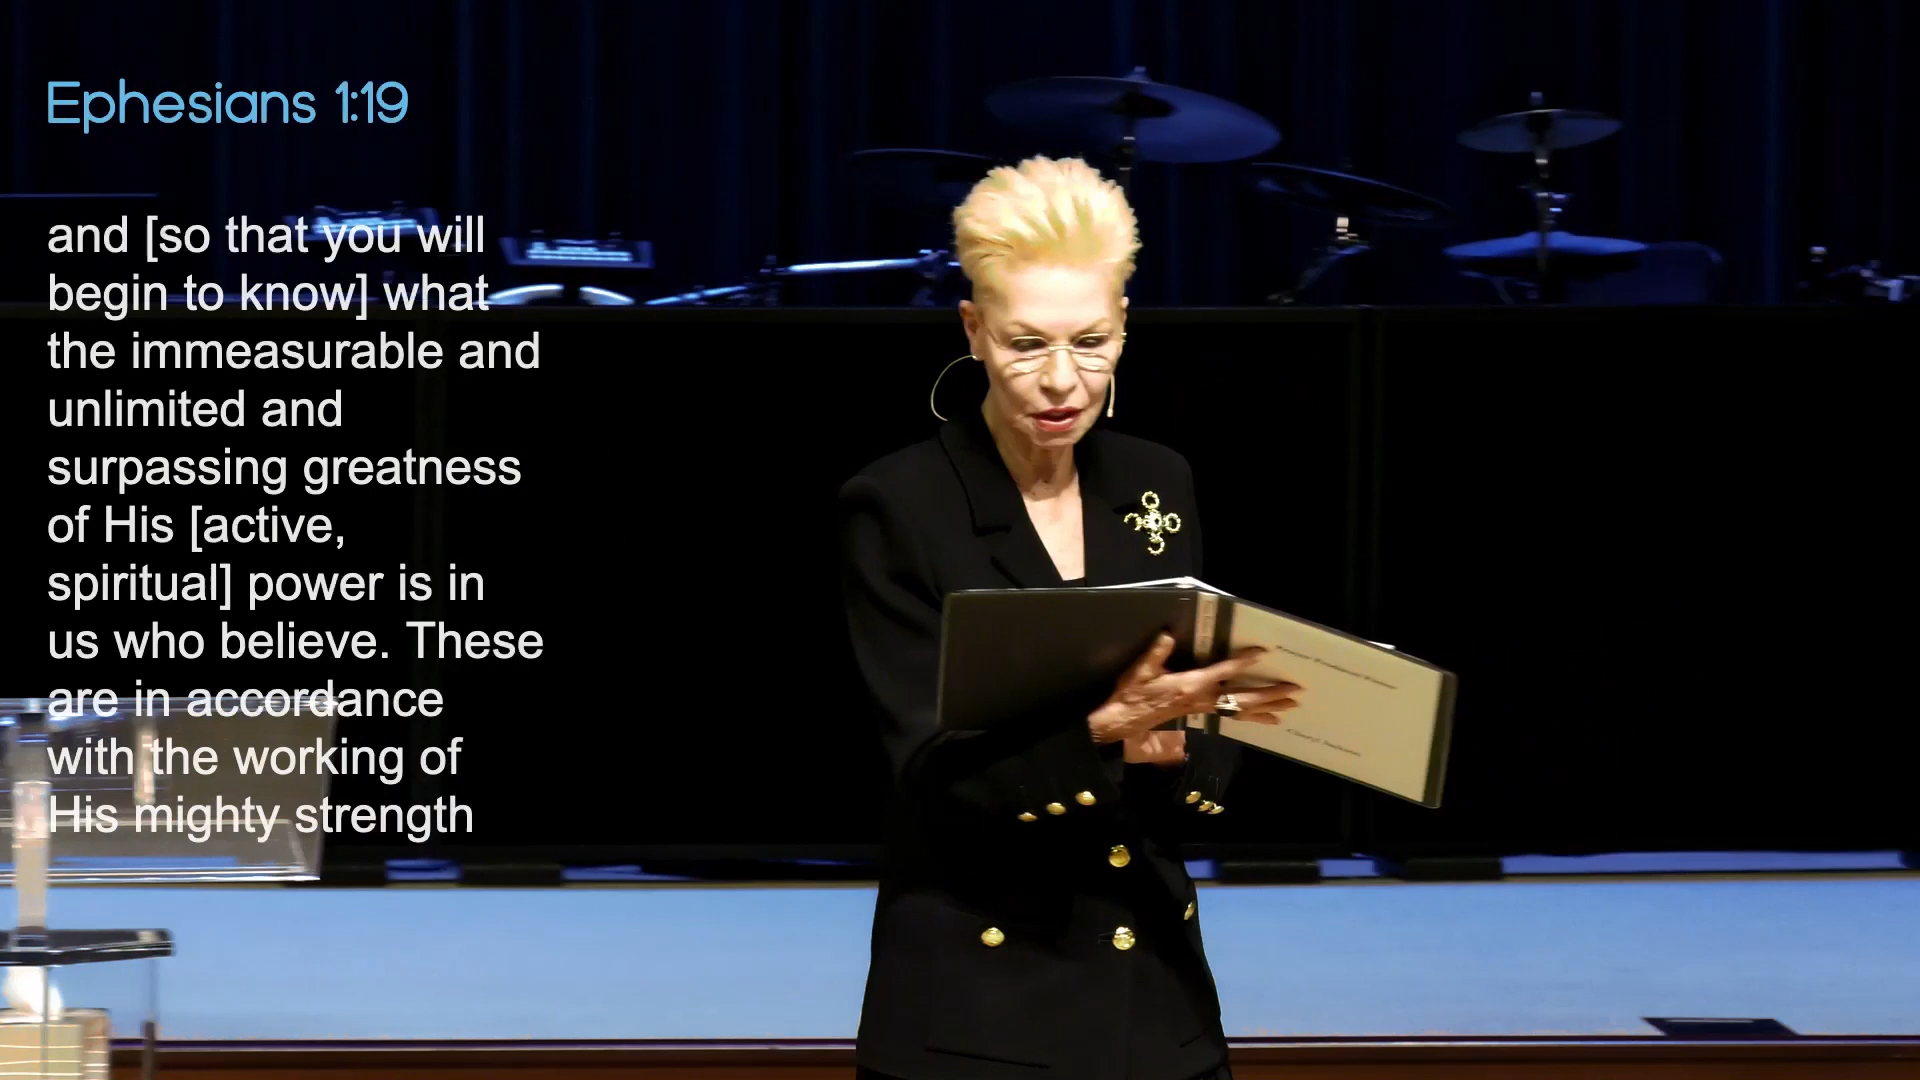 Ephesians 1:19
and [so that you will
begin to know] what
the immeasurable and
unlimited and
surpassing greatness
of His [active,
spiritual] power is in
us who believe. These
are in accordance
with the working of
His mighty strength